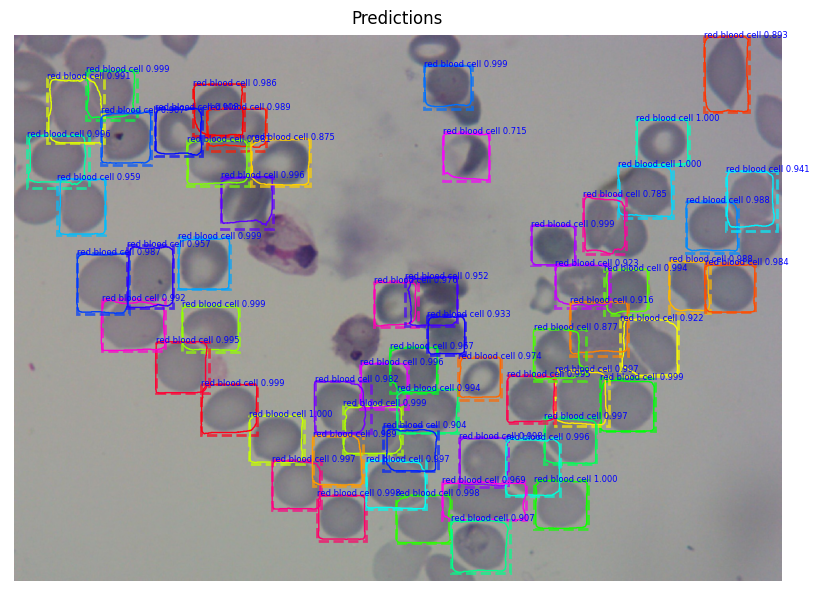 Predictions
red blood cell 0.893
red blood cell 0.999
red blood cell 0.999
red blood cell 0.991
red blood cell 0.986
red blood cell 0.989
red blood cell 0.875
red blood cell 0.715
red blood cell 1.000
red blood cell 0.996
red blood cell 1.000
red blood cell 0.941
red blood cell 0.959
red blood cell 0.996
red blood cell 0.785
red blood cell 0.988
red blood cell 0.999
red blood cell 0.999
red blood cell 0.957
red blood cell 0.987
red blood cell 0.923
red blood cell 0.994
red blood cell 0.984
red blood cell 0.952
red blood cell 0.992
red blood cell 0.916
red blood cell 0.999
red blood cell 0.933
red blood cell 0.922
red blood cell 0.877
red blood cell 0.995
red blood cell 0.967
red blood cell 0.974
red blood cell 0.996
red blood cell 0.997
red blood cell 0.999
red blood cell 0.982
red blood cell 0.999
red blood cell 0.994
red blood cell 0.999
red blood cell 1.000
red blood cell 0.997
red blood cell 0.904
red blood cell 0.996
red blood cell 0.997
red blood cell 0.997
red blood cell 0.969
red blood cell 1.000
red blood cell 0.998
red blood cell 0.998
red blood cell 0.907